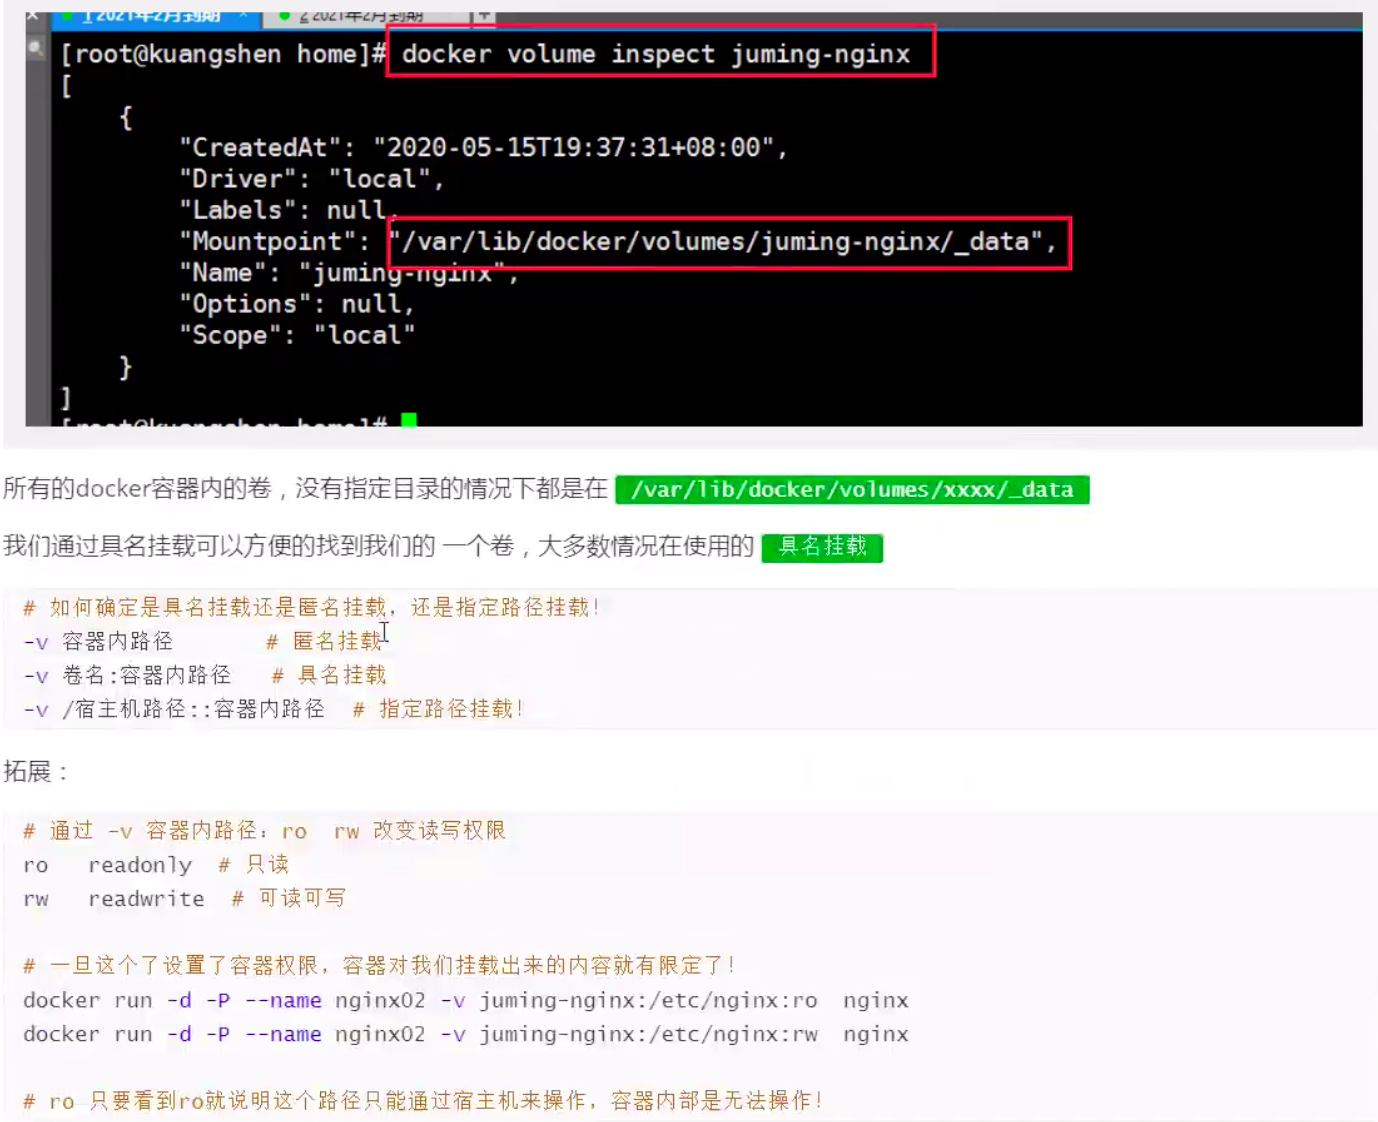 1 2021年2月到期 × 2 2021年2月到期 +
[root@kuangshen home]# docker volume inspect juming-nginx
[
{
"CreatedAt": "2020-05-15T19:37:31+08:00",
"Driver": "local",
"Labels": null,
"Mountpoint": "/var/lib/docker/volumes/juming-nginx/_data",
"Name": "juming-nginx",
"Options": null,
"Scope": "local"
}
]
[root@kuangshen home]#
所有的docker容器内的卷，没有指定目录的情况下都是在 /var/lib/docker/volumes/xxxx/_data
我们通过具名挂载可以方便的找到我们的 一个卷，大多数情况在使用的 具名挂载
# 如何确定是具名挂载还是匿名挂载，还是指定路径挂载！
-v 容器内路径 # 匿名挂载
-v 卷名:容器内路径 # 具名挂载
-v /宿主机路径::容器内路径 # 指定路径挂载！
拓展：
# 通过 -v 容器内路径：ro rw 改变读写权限
ro readonly # 只读
rw readwrite # 可读可写
# 一旦这个了设置了容器权限，容器对我们挂载出来的内容就有限定了！
docker run -d -P --name nginx02 -v juming-nginx:/etc/nginx:ro nginx
docker run -d -P --name nginx02 -v juming-nginx:/etc/nginx:rw nginx
# ro 只要看到ro就说明这个路径只能通过宿主机来操作，容器内部是无法操作！